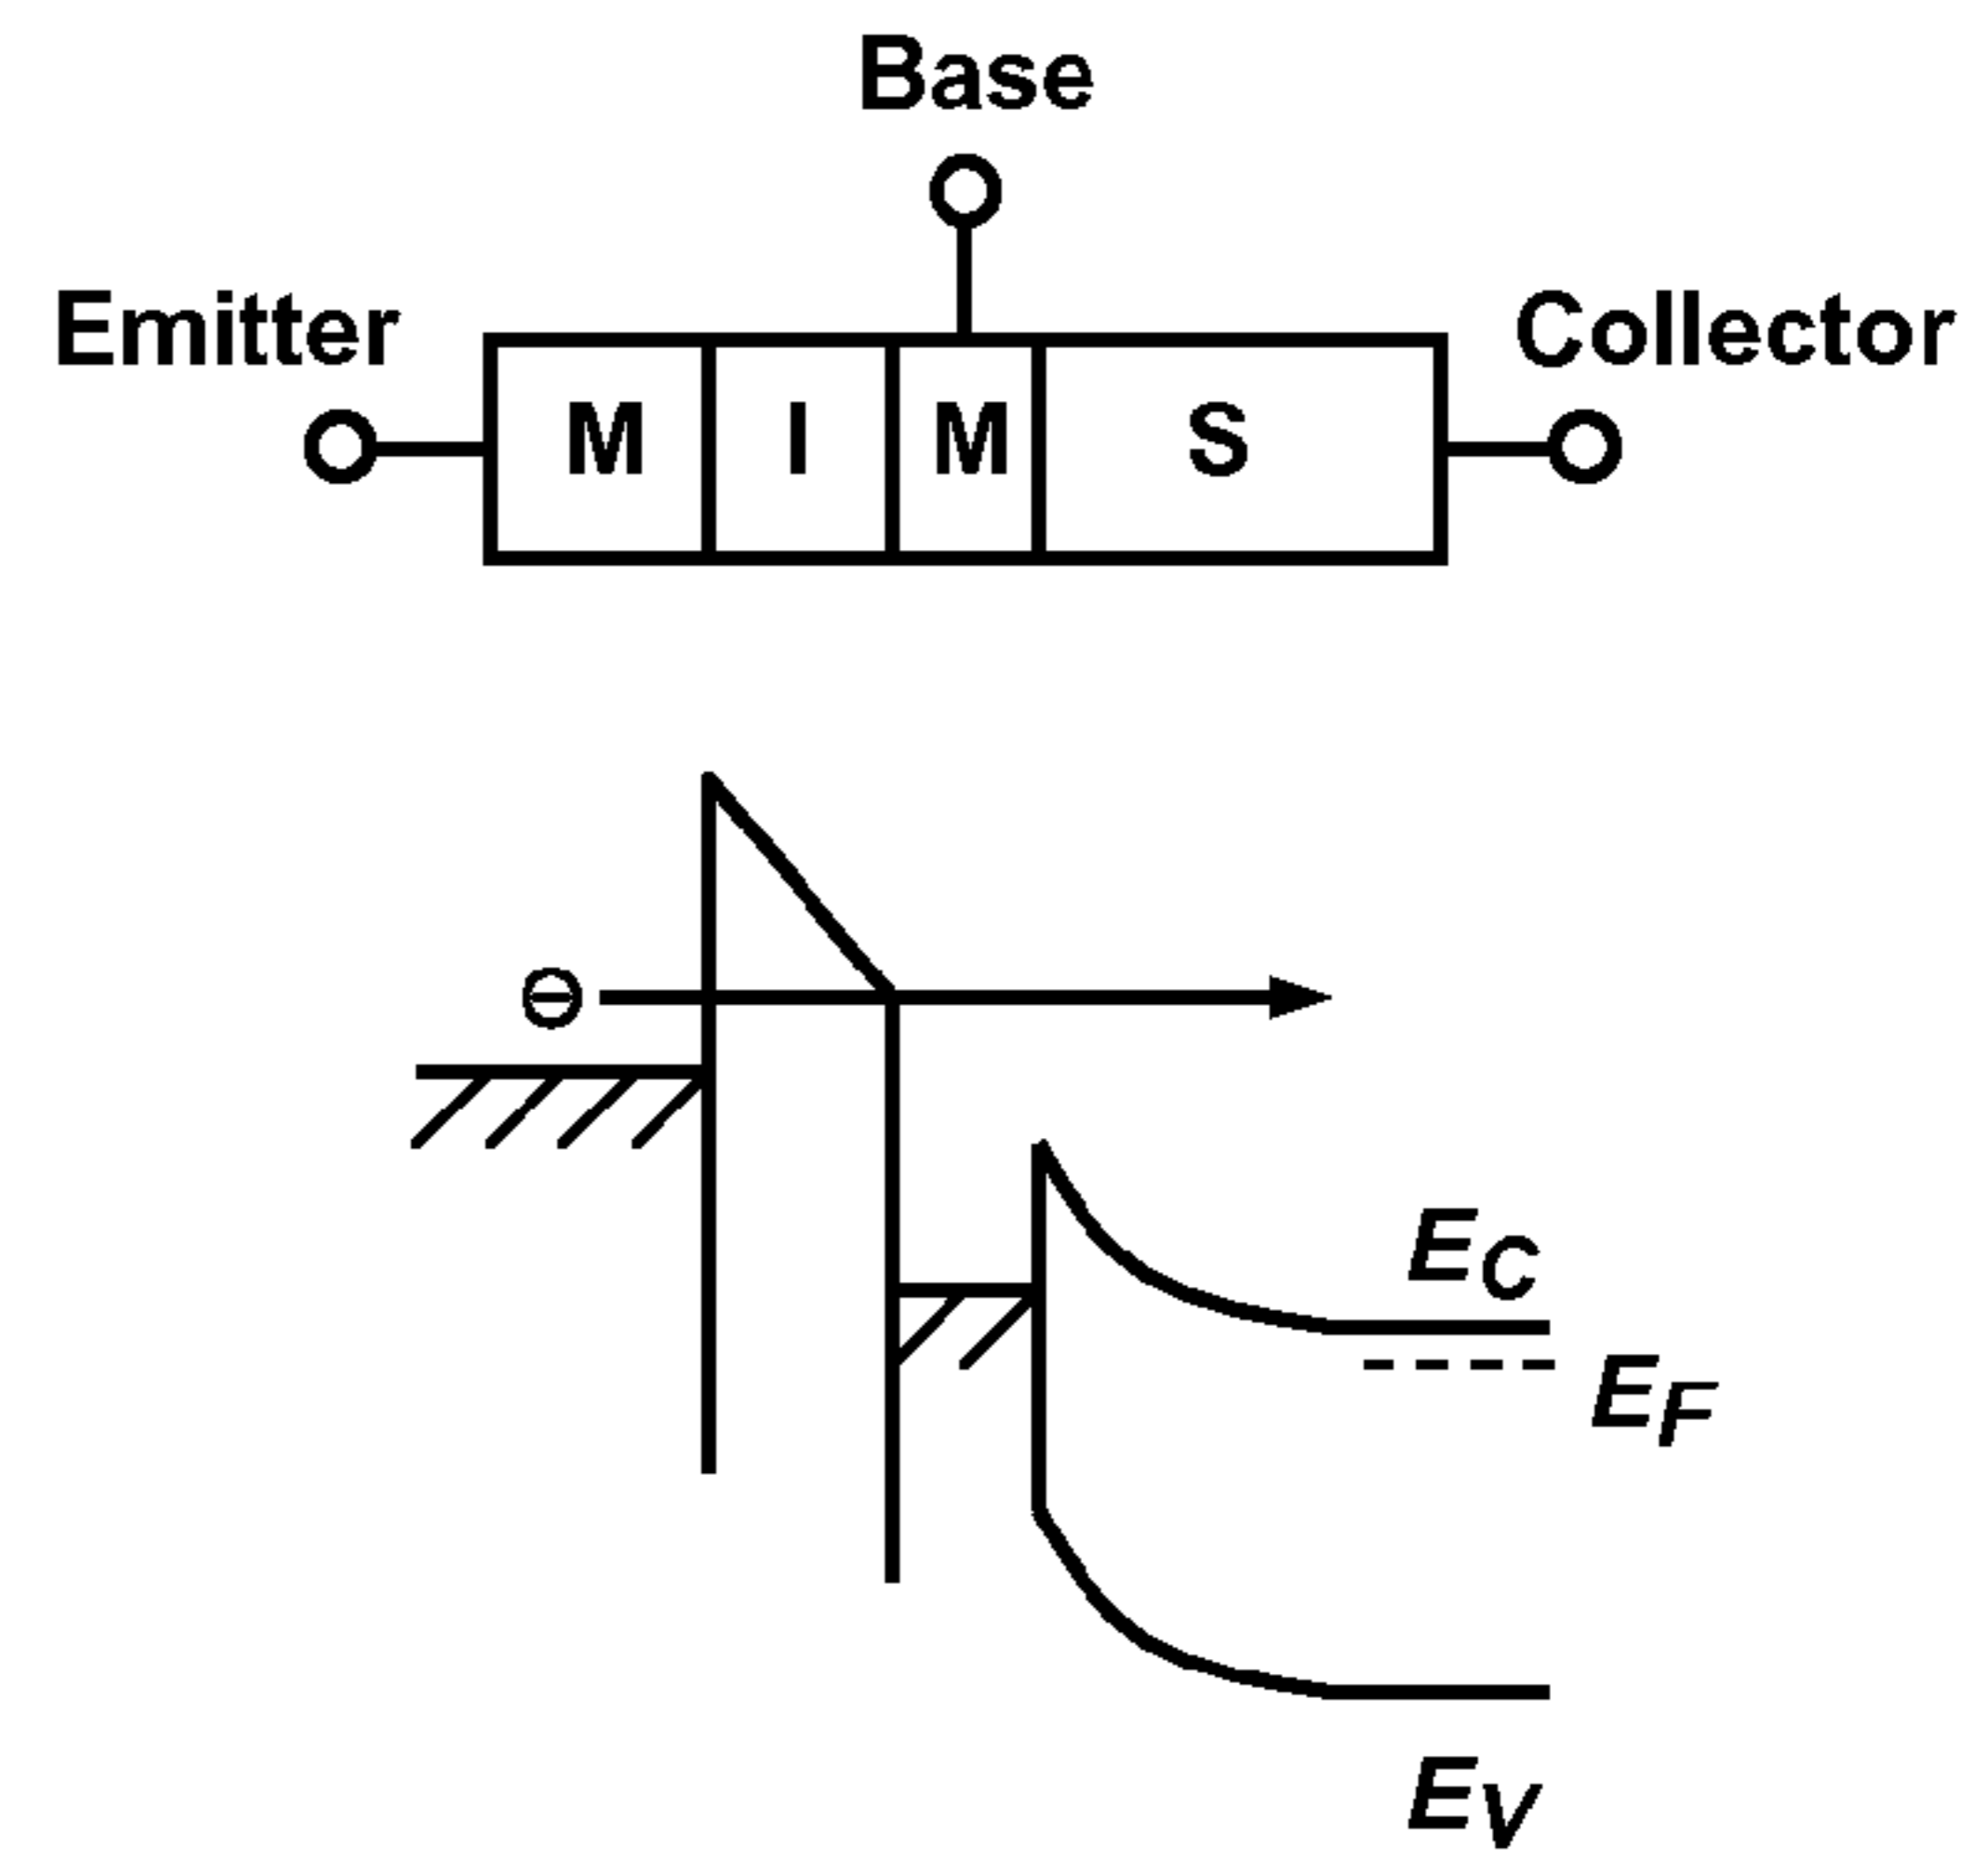 Base
Emitter
Collector
M I M S
E_C
E_F
E_V